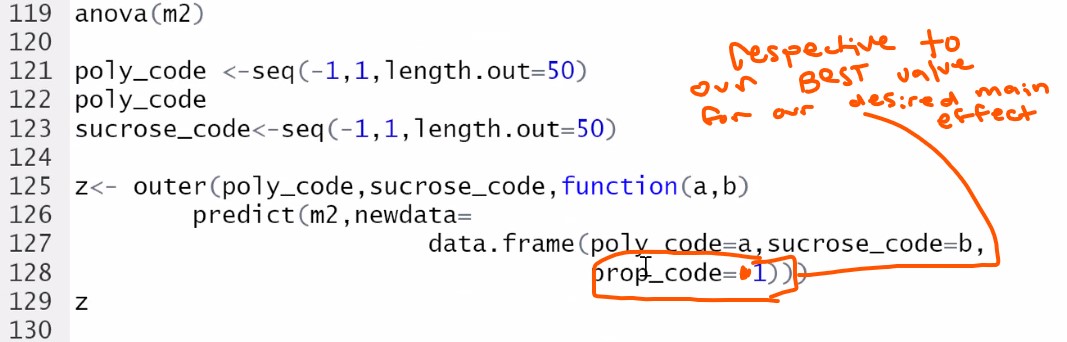 119 anova(m2)
120
121 poly_code <-seq(-1,1,length.out=50)
122 poly_code
123 sucrose_code<-seq(-1,1,length.out=50)
124
125 z<- outer(poly_code,sucrose_code,function(a,b)
126 predict(m2,newdata=
127 data.frame(poly_code=a,sucrose_code=b,
128 prop_code=-1)))
129 z
130
Respective to
our BEST value
for our desired main
effect